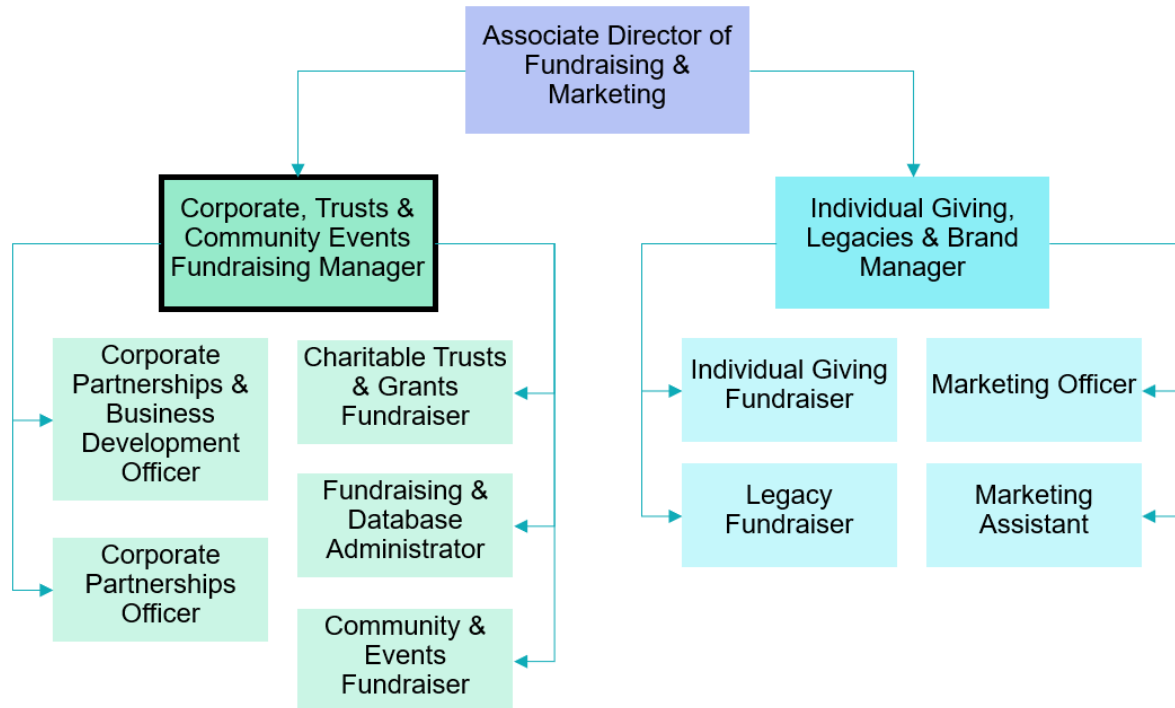 Associate Director of
Fundraising &
Marketing
Corporate, Trusts &
Community Events
Fundraising Manager
Individual Giving,
Legacies & Brand
Manager
Corporate
Partnerships &
Business
Development
Officer
Charitable Trusts
& Grants
Fundraiser
Individual Giving
Fundraiser
Marketing Officer
Fundraising &
Database
Administrator
Legacy
Fundraiser
Marketing
Assistant
Corporate
Partnerships
Officer
Community &
Events
Fundraiser